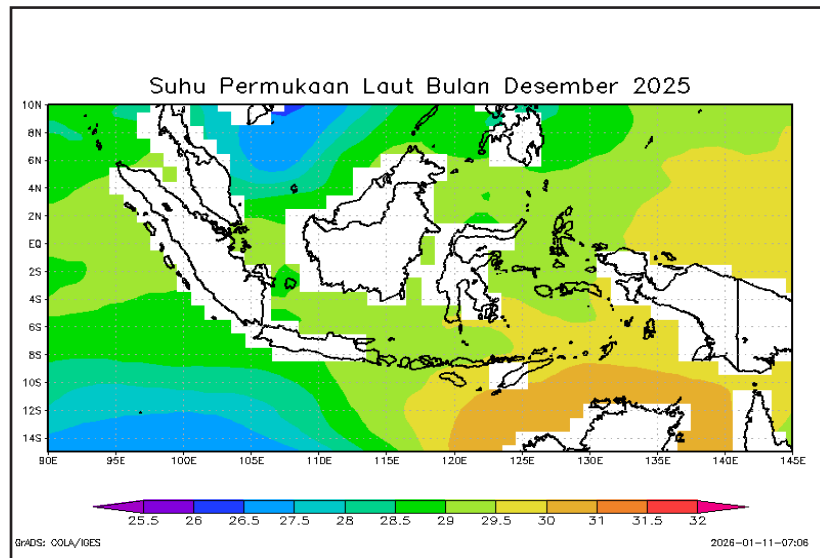 Suhu Permukaan Laut Bulan Desember 2025
10N
8N
6N
4N
2N
EQ
2S
4S
6S
8S
10S
12S
14S
90E 95E 100E 105E 110E 115E 120E 125E 130E 135E 140E 145E
25.5 26 26.5 27.5 28 28.5 29 29.5 30 31 31.5 32
GrADS: COLA/IGES 2026-01-11-07:06